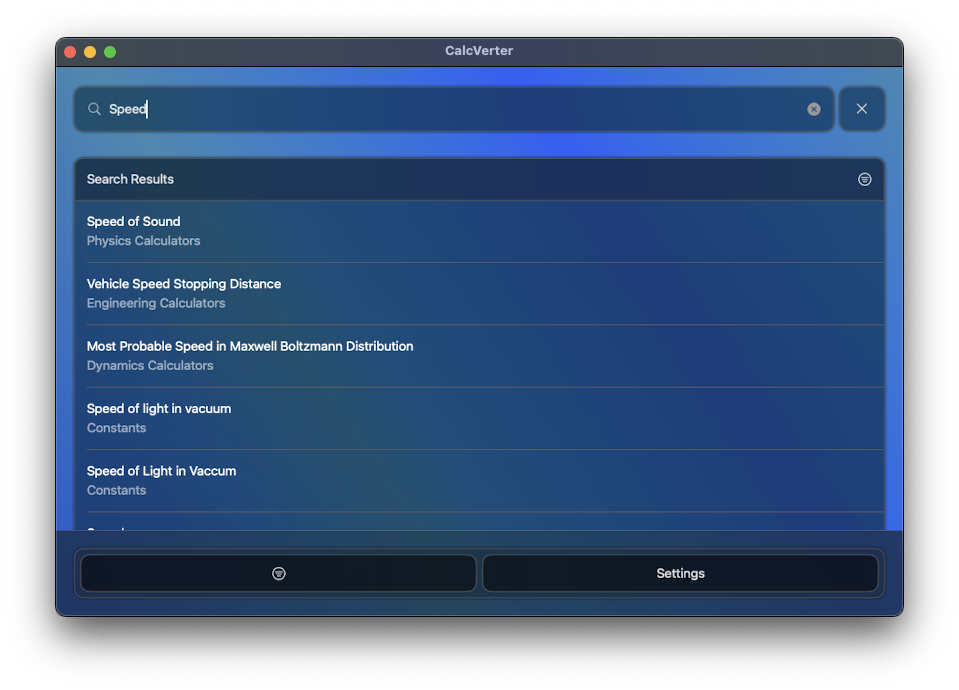 CalcVerter
Speed
Search Results
Speed of Sound
Physics Calculators
Vehicle Speed Stopping Distance
Engineering Calculators
Most Probable Speed in Maxwell Boltzmann Distribution
Dynamics Calculators
Speed of light in vacuum
Constants
Speed of Light in Vaccum
Constants
Settings